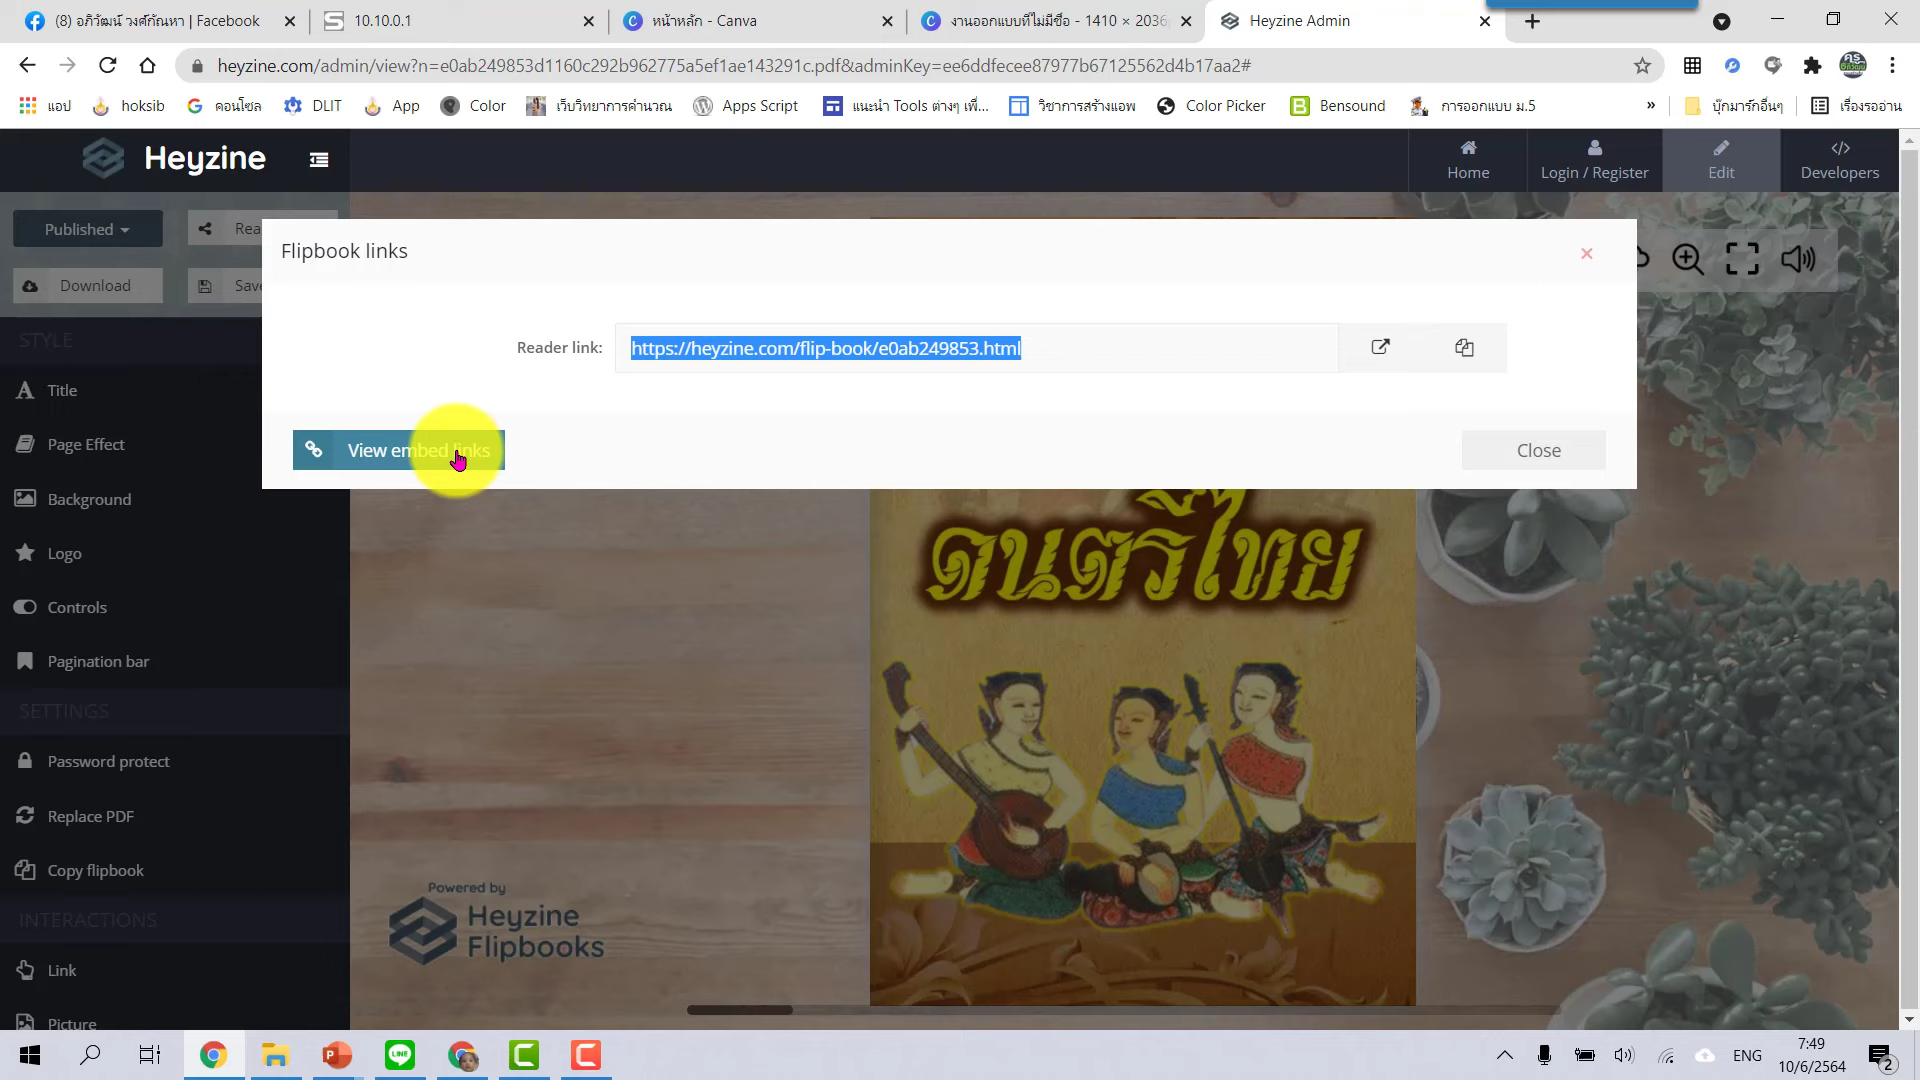 (8) อภิวัฒน์ วงศ์กัณหา | Facebook
10.10.0.1
หน้าหลัก - Canva
งานออกแบบที่ไม่มีชื่อ - 1410 × 2036
Heyzine Admin
heyzine.com/admin/view?n=e0ab249853d1160c292b962775a5ef1ae143291c.pdf&adminKey=ee6ddfecee87977b67125562d4b17aa2#
แอป
hoksib
คอนโซล
DLIT
App
Color
เว็บวิทยาการคำนวณ
Apps Script
แนะนำ Tools ต่างๆ เพื่...
วิชาการสร้างแอพ
Color Picker
Bensound
การออกแบบ ม.5
»
บุ๊กมาร์กอื่นๆ
เรื่องรออ่าน
Heyzine
Home
Login / Register
Edit
Developers
Published
Rea
Download
Save
Flipbook links
Reader link:
https://heyzine.com/flip-book/e0ab249853.html
View embed links
Close
STYLE
Title
Page Effect
Background
Logo
Controls
Pagination bar
SETTINGS
Password protect
Replace PDF
Copy flipbook
INTERACTIONS
Link
Picture
ดนตรีไทย
Powered by
Heyzine
Flipbooks
ENG
7:49
10/6/2564
2